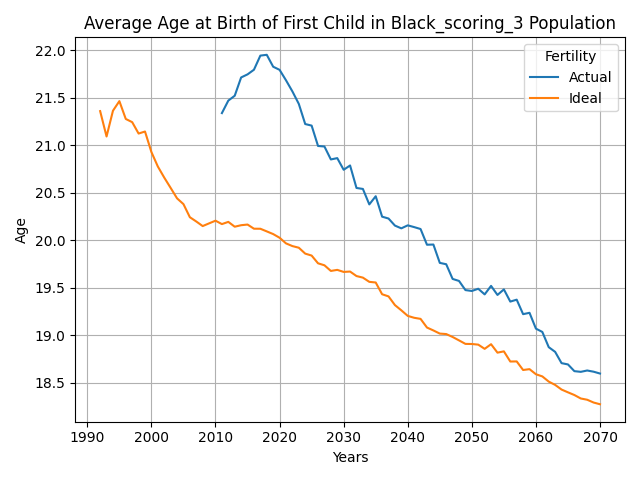 Average Age at Birth of First Child in Black_scoring_3 Population
Fertility
Actual
Ideal
22.0
21.5
21.0
20.5
20.0
19.5
19.0
18.5
Age
1990 2000 2010 2020 2030 2040 2050 2060 2070
Years